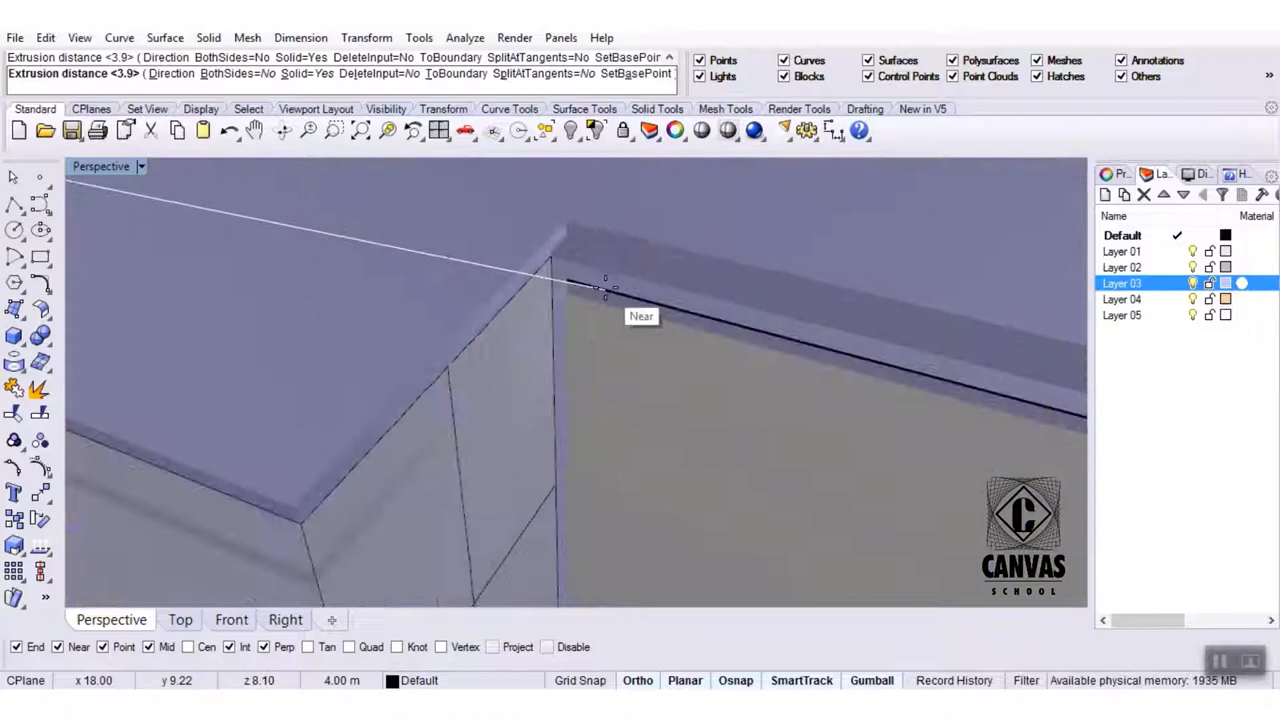 File Edit View Curve Surface Solid Mesh Dimension Transform Tools Analyze Render Panels Help
Extrusion distance <3.9> ( Direction BothSides=No Solid=Yes DeleteInput=No ToBoundary SplitAtTangents=No SetBasePoir
Extrusion distance <3.9> ( Direction BothSides=No Solid=Yes DeleteInput=No ToBoundary SplitAtTangents=No SetBasePoint
Points Curves Surfaces Polysurfaces Meshes Annotations
Lights Blocks Control Points Point Clouds Hatches Others
Standard CPlanes Set View Display Select Viewport Layout Visibility Transform Curve Tools Surface Tools Solid Tools Mesh Tools Render Tools Drafting New in V5
Perspective
Pr... La... Di... H...
Name Material
Default
Layer 01
Layer 02
Layer 03
Layer 04
Layer 05
Near
CANVAS
SCHOOL
Perspective Top Front Right
End Near Point Mid Cen Int Perp Tan Quad Knot Vertex Project Disable
CPlane x 18.00 y 9.22 z 8.10 4.00 m Default Grid Snap Ortho Planar Osnap SmartTrack Gumball Record History Filter Available physical memory: 1935 MB